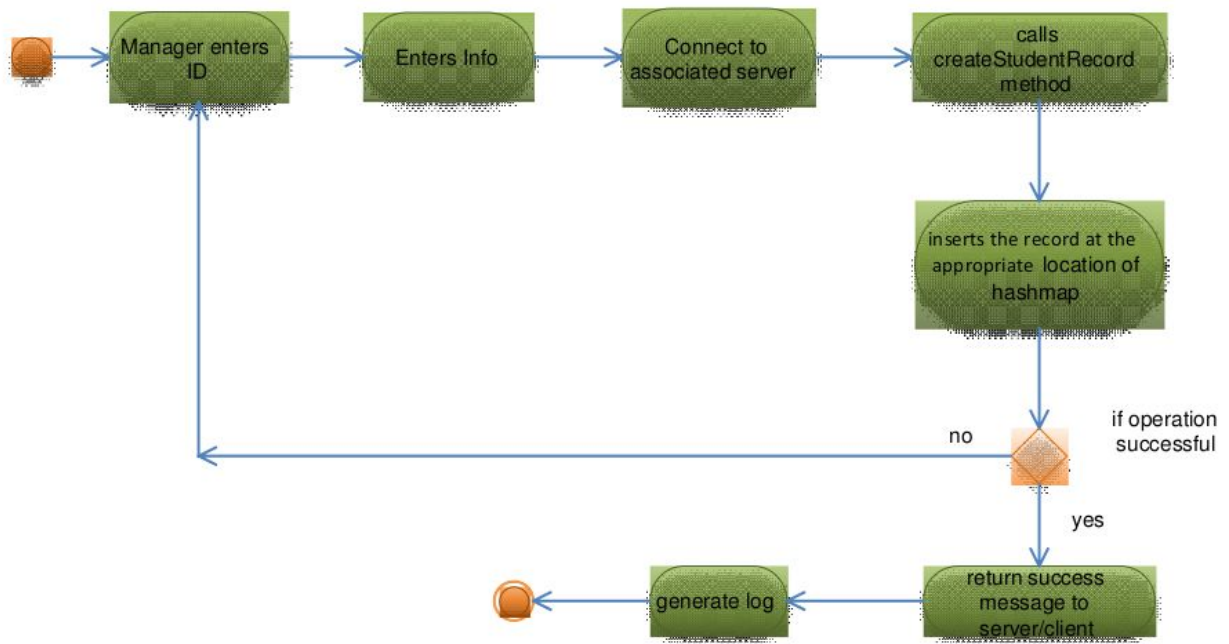 Manager enters
ID
Enters Info
Connect to
associated server
calls
createStudentRecord
method
inserts the record at the
appropriate location of
hashmap
if operation
successful
no
yes
return success
message to
server/client
generate log